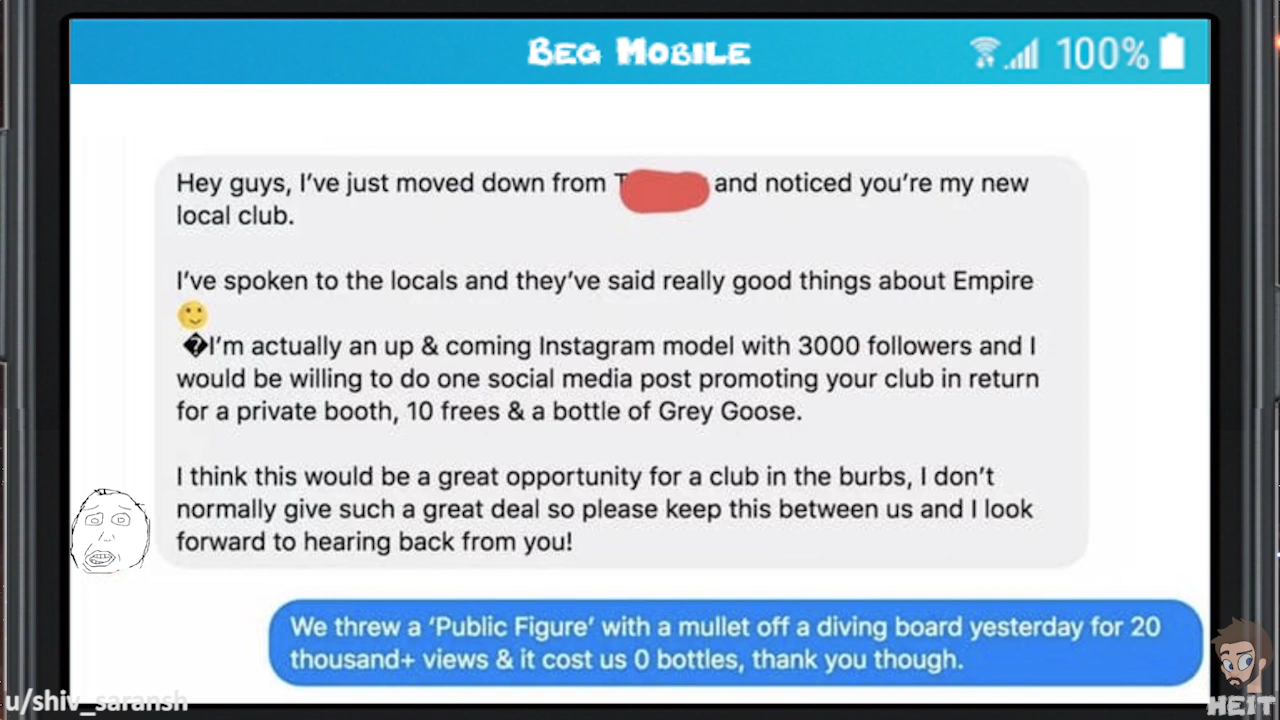 BEG MOBILE
100%
Hey guys, I've just moved down from and noticed you're my new
local club.
I've spoken to the locals and they've said really good things about Empire
🙂
�I'm actually an up & coming Instagram model with 3000 followers and I
would be willing to do one social media post promoting your club in return
for a private booth, 10 frees & a bottle of Grey Goose.
I think this would be a great opportunity for a club in the burbs, I don't
normally give such a great deal so please keep this between us and I look
forward to hearing back from you!
We threw a 'Public Figure' with a mullet off a diving board yesterday for 20
thousand+ views & it cost us 0 bottles, thank you though.
u/shiv_saransh
HEIT